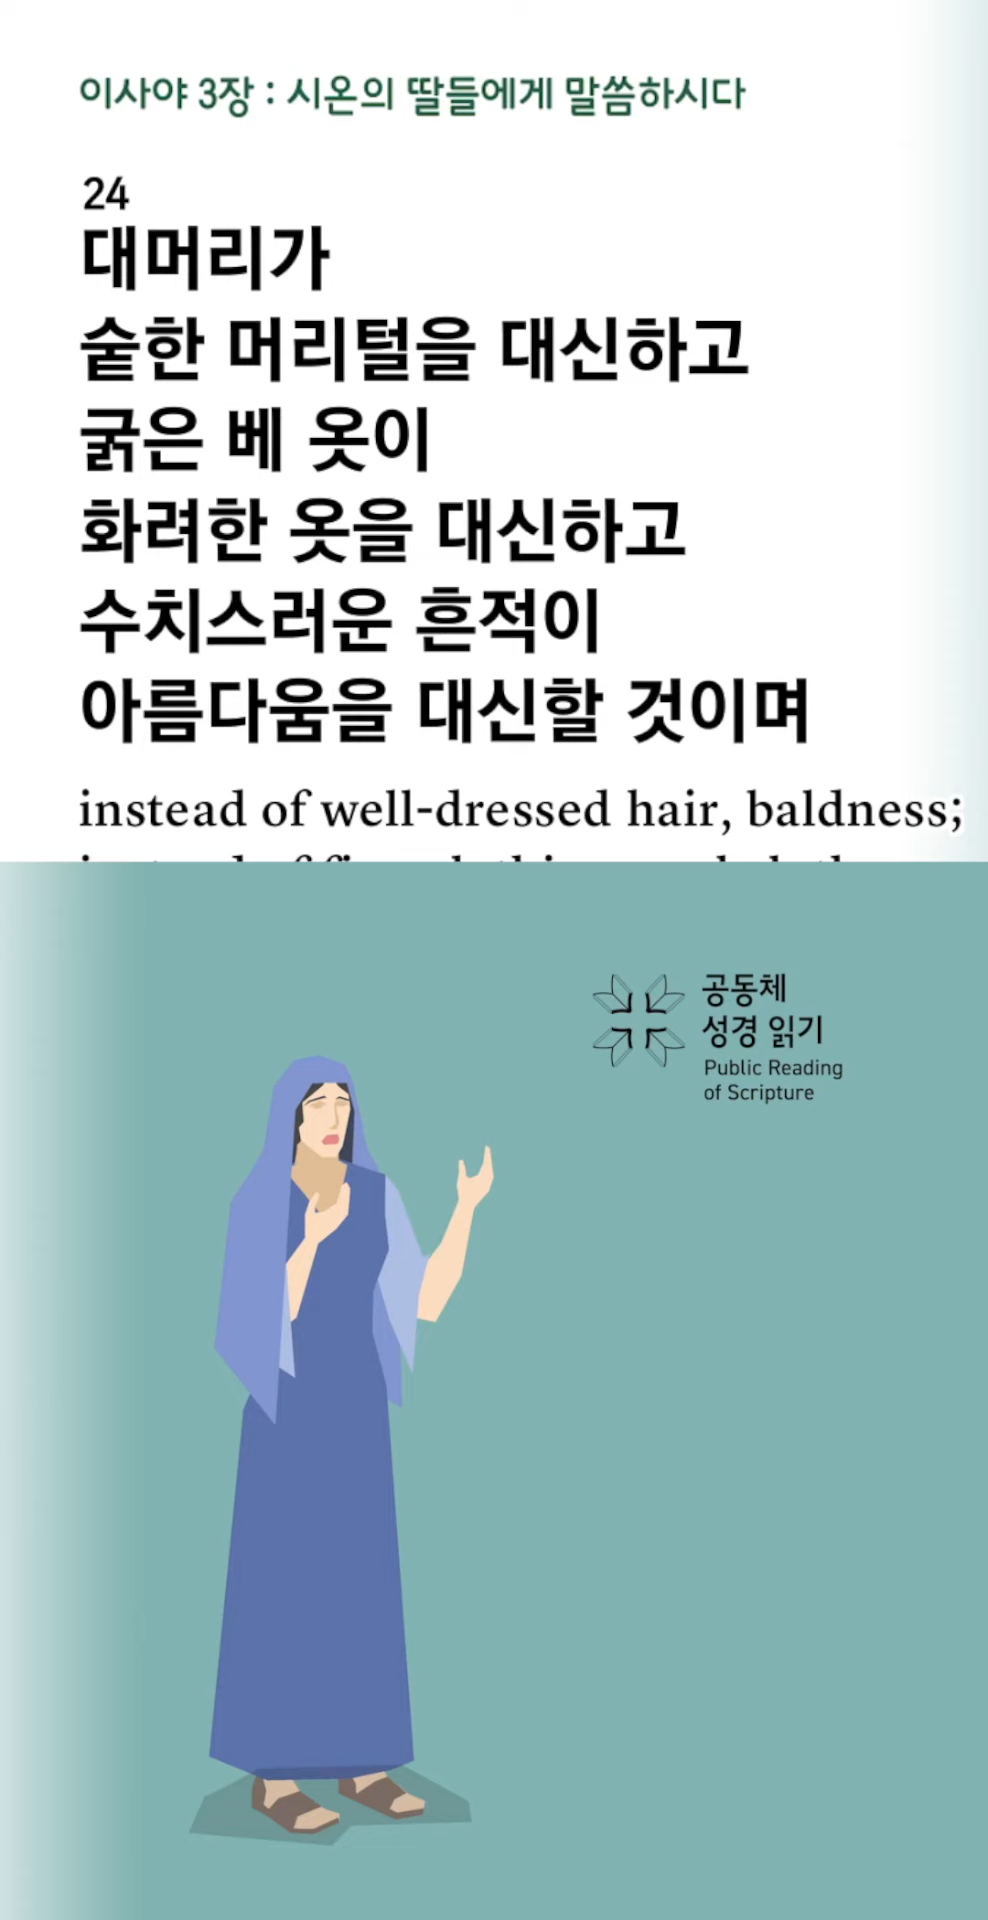 이사야 3장 : 시온의 딸들에게 말씀하시다
24
대머리가
숱한 머리털을 대신하고
굵은 베 옷이
화려한 옷을 대신하고
수치스러운 흔적이
아름다움을 대신할 것이며
instead of well-dressed hair, baldness;
공동체
성경 읽기
Public Reading
of Scripture